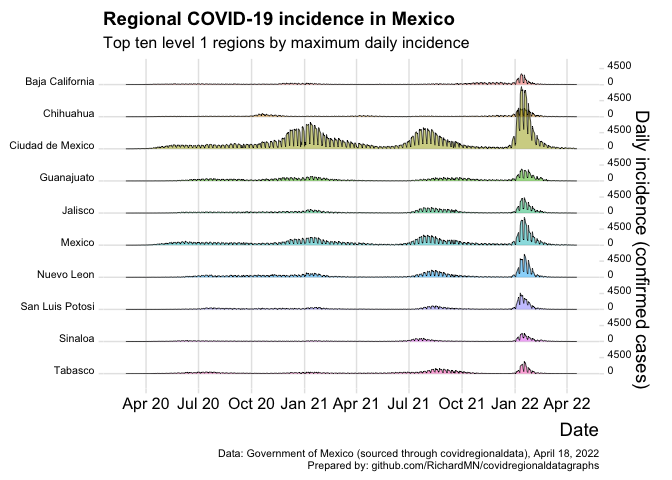 Regional COVID-19 incidence in Mexico
Top ten level 1 regions by maximum daily incidence
Baja California
4500
0
Chihuahua
4500
0
Ciudad de Mexico
4500
0
Guanajuato
4500
0
Jalisco
4500
0
Mexico
4500
0
Nuevo Leon
4500
0
San Luis Potosi
4500
0
Sinaloa
4500
0
Tabasco
4500
0
Daily incidence (confirmed cases)
Apr 20 Jul 20 Oct 20 Jan 21 Apr 21 Jul 21 Oct 21 Jan 22 Apr 22
Date
Data: Government of Mexico (sourced through covidregionaldata), April 18, 2022
Prepared by: github.com/RichardMN/covidregionaldatagraphs